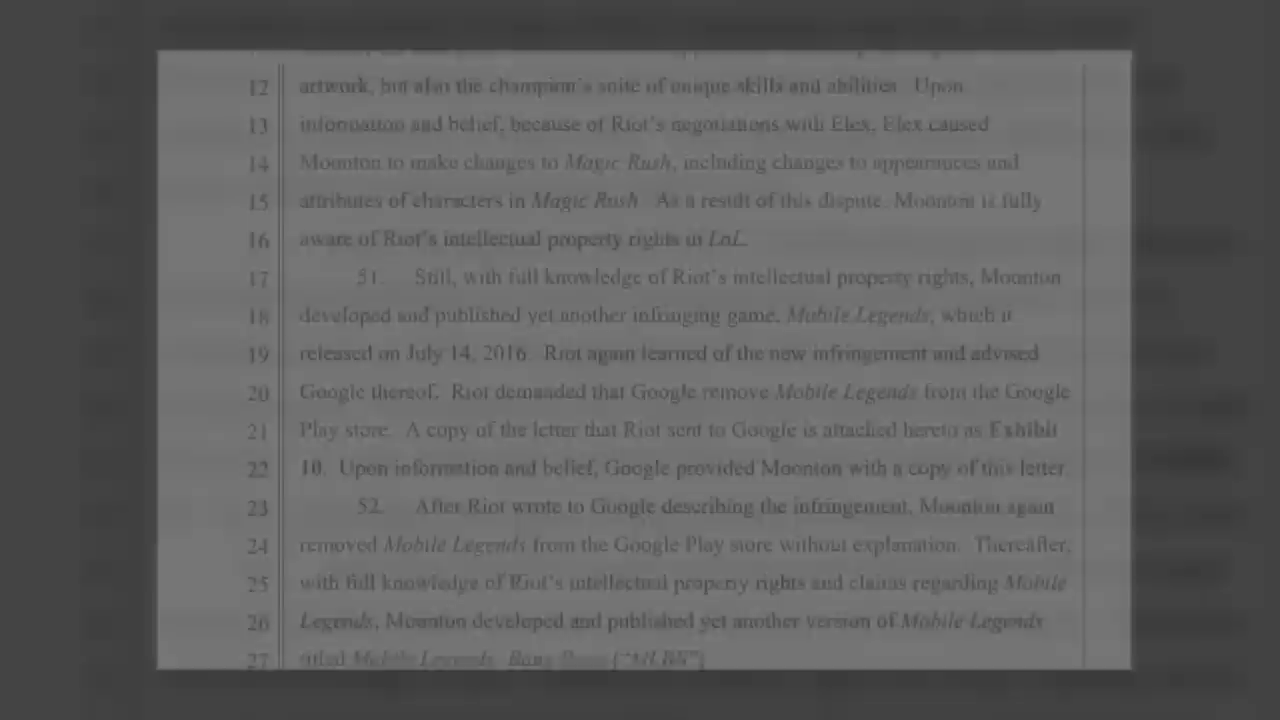 12 artwork, but also the champion's suite of unique skills and abilities. Upon
13 information and belief, because of Riot's negotiations with Elex, Elex caused
14 Moonton to make changes to Magic Rush, including changes to appearances and
15 attributes of characters in Magic Rush. As a result of this dispute, Moonton is fully
16 aware of Riot's intellectual property rights in LoL.
17 51. Still, with full knowledge of Riot's intellectual property rights, Moonton
18 developed and published yet another infringing game, Mobile Legends, which it
19 released on July 14, 2016. Riot again learned of the new infringement and advised
20 Google thereof. Riot demanded that Google remove Mobile Legends from the Google
21 Play store. A copy of the letter that Riot sent to Google is attached hereto as Exhibit
22 10. Upon information and belief, Google provided Moonton with a copy of this letter.
23 52. After Riot wrote to Google describing the infringement, Moonton again
24 removed Mobile Legends from the Google Play store without explanation. Thereafter,
25 with full knowledge of Riot's intellectual property rights and claims regarding Mobile
26 Legends, Moonton developed and published yet another version of Mobile Legends
27 titled Mobile Legends: Bang Bang ("MLBB")